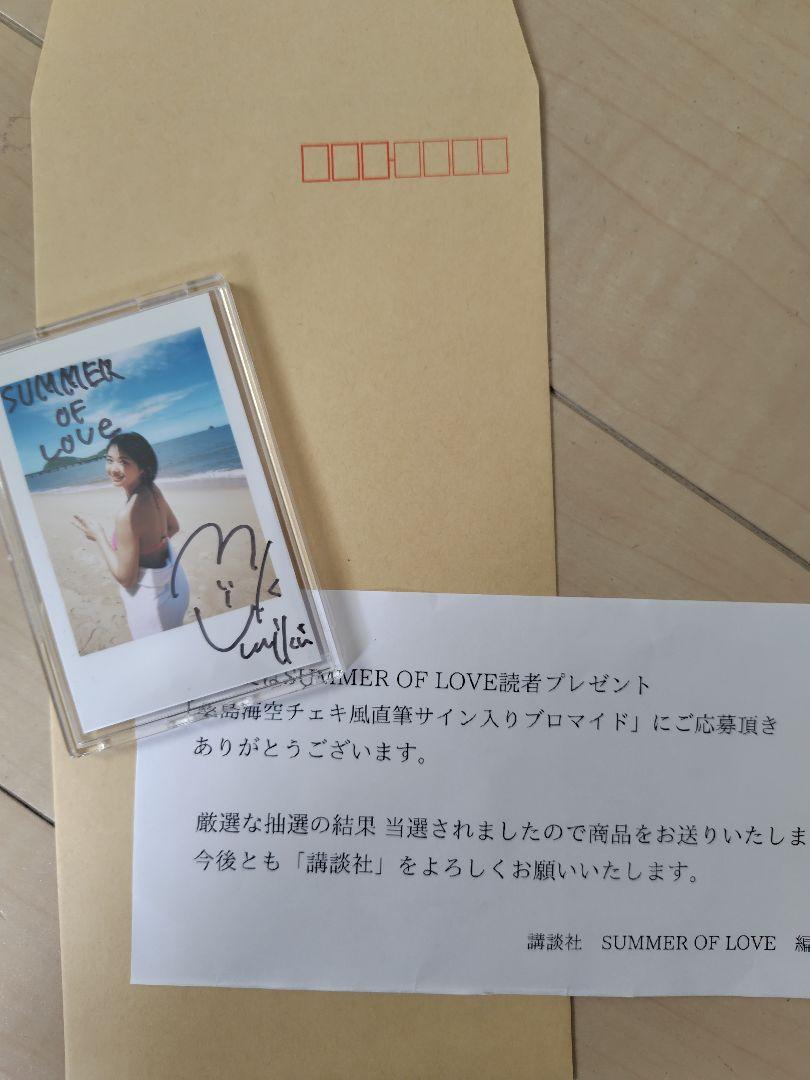 SUMMER
OF
LOVE
SUMMER OF LOVE読者プレゼント
島海空チェキ風直筆サイン入りブロマイド」にご応募頂き
ありがとうございます。
厳選な抽選の結果 当選されましたので商品をお送りいたしま
今後とも「講談社」をよろしくお願いいたします。
講談社 SUMMER OF LOVE 編